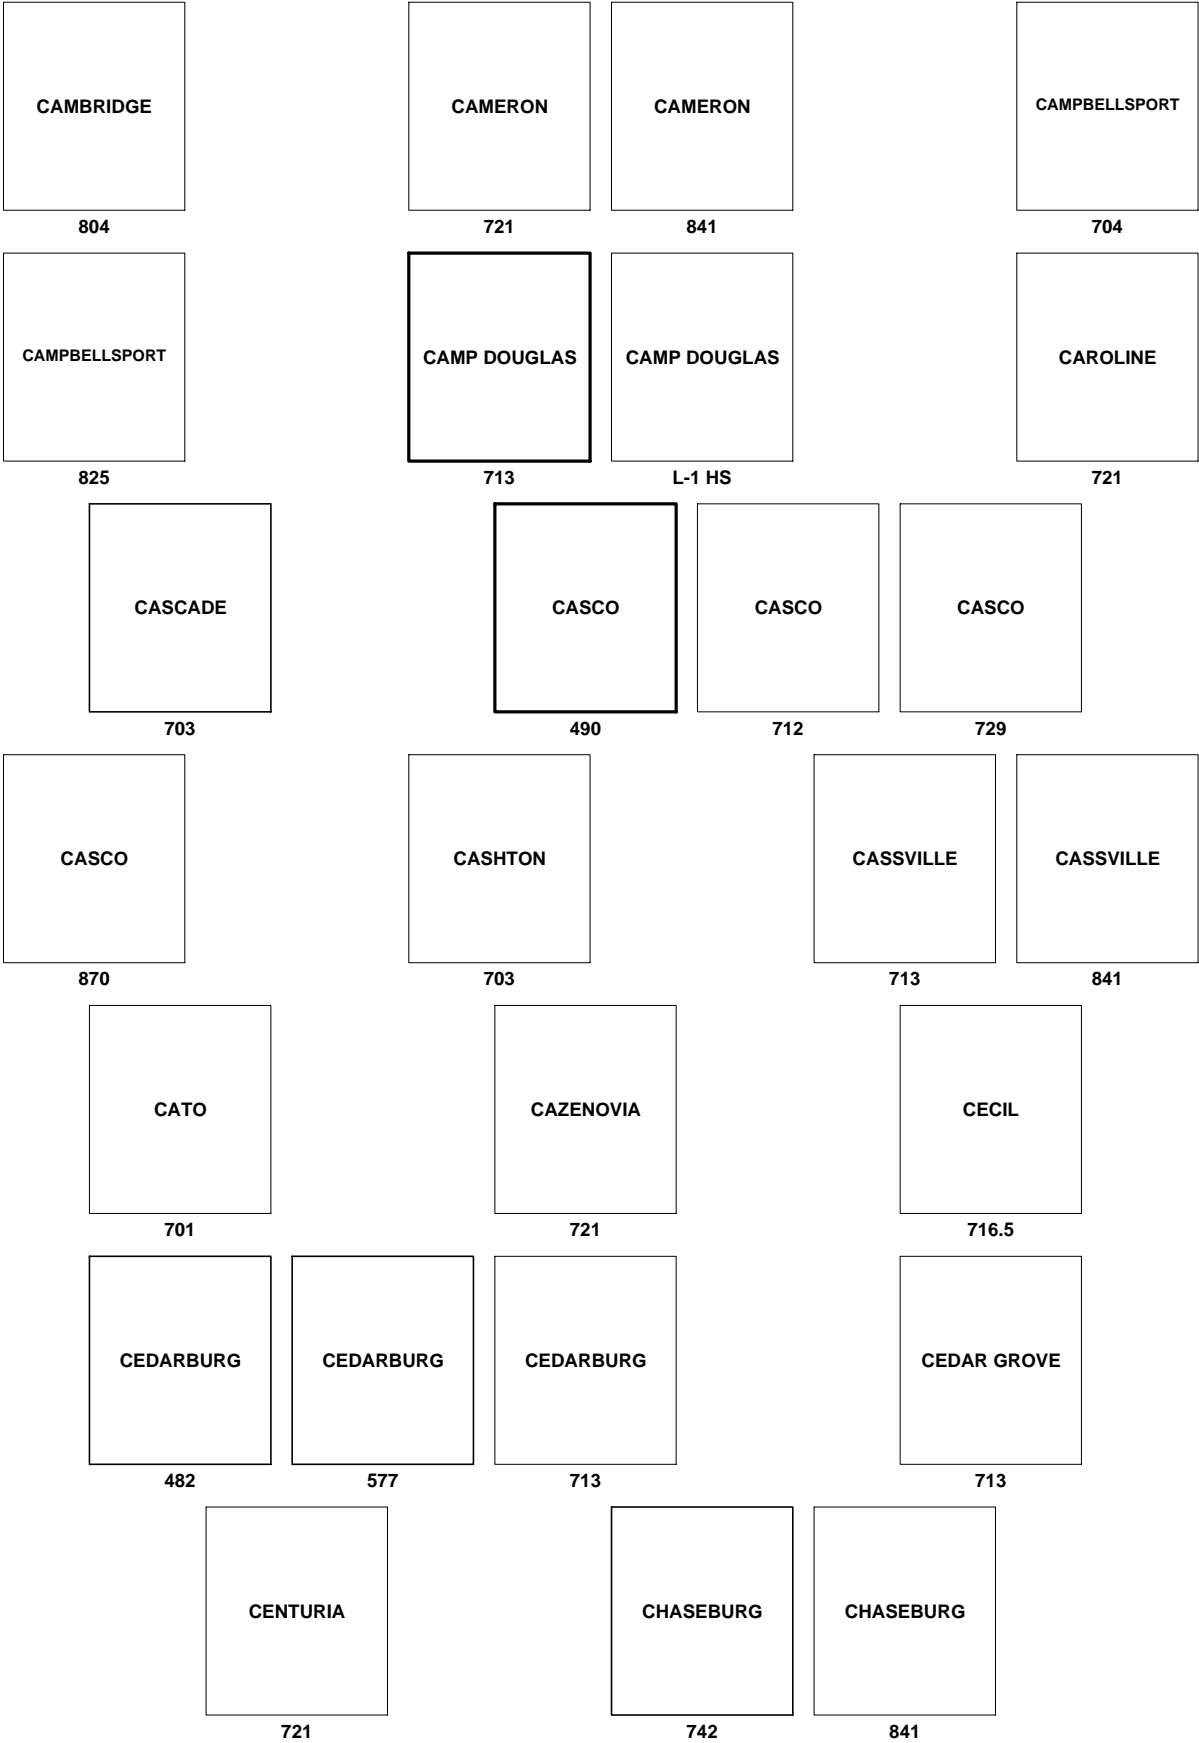 CAMBRIDGE CAMERON CAMERON CAMPBELLSPORT
804 721 841 704
CAMPBELLSPORT CAMP DOUGLAS CAMP DOUGLAS CAROLINE
825 713 L-1 HS 721
CASCADE CASCO CASCO CASCO
703 490 712 729
CASCO CASHTON CASSVILLE CASSVILLE
870 703 713 841
CATO CAZENOVIA CECIL
701 721 716.5
CEDARBURG CEDARBURG CEDARBURG CEDAR GROVE
482 577 713 713
CENTURIA CHASEBURG CHASEBURG
721 742 841